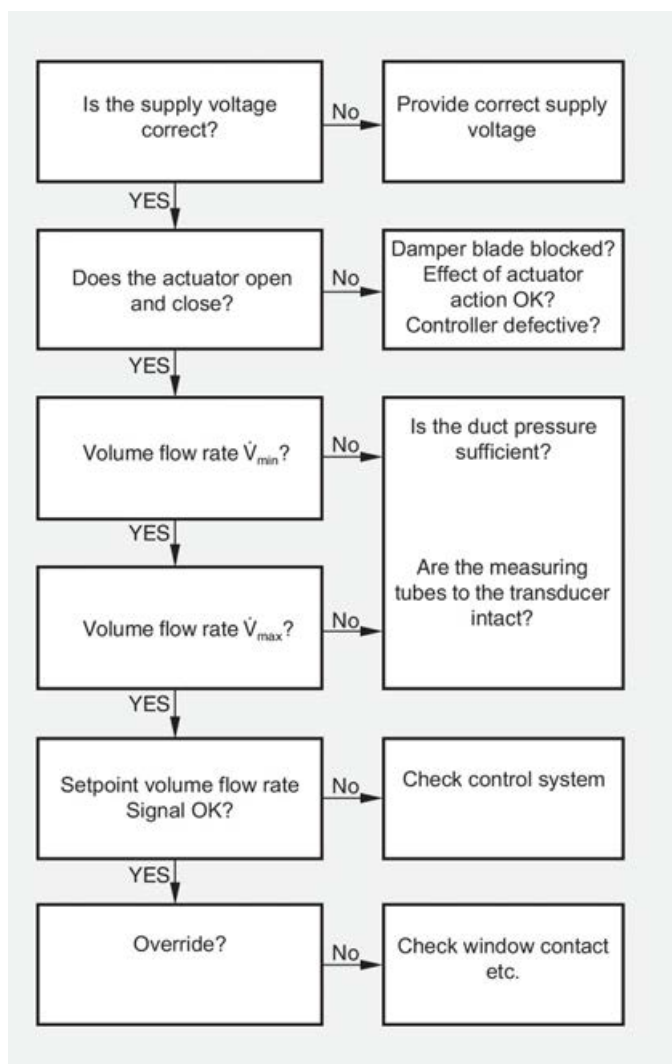 Is the supply voltage
correct?
No
Provide correct supply
voltage
YES
Does the actuator open
and close?
No
Damper blade blocked?
Effect of actuator
action OK?
Controller defective?
YES
Volume flow rate V̇min?
No
Is the duct pressure
sufficient?
YES
Are the measuring
tubes to the transducer
intact?
Volume flow rate V̇max?
No
YES
Setpoint volume flow rate
Signal OK?
No
Check control system
YES
Override?
No
Check window contact
etc.